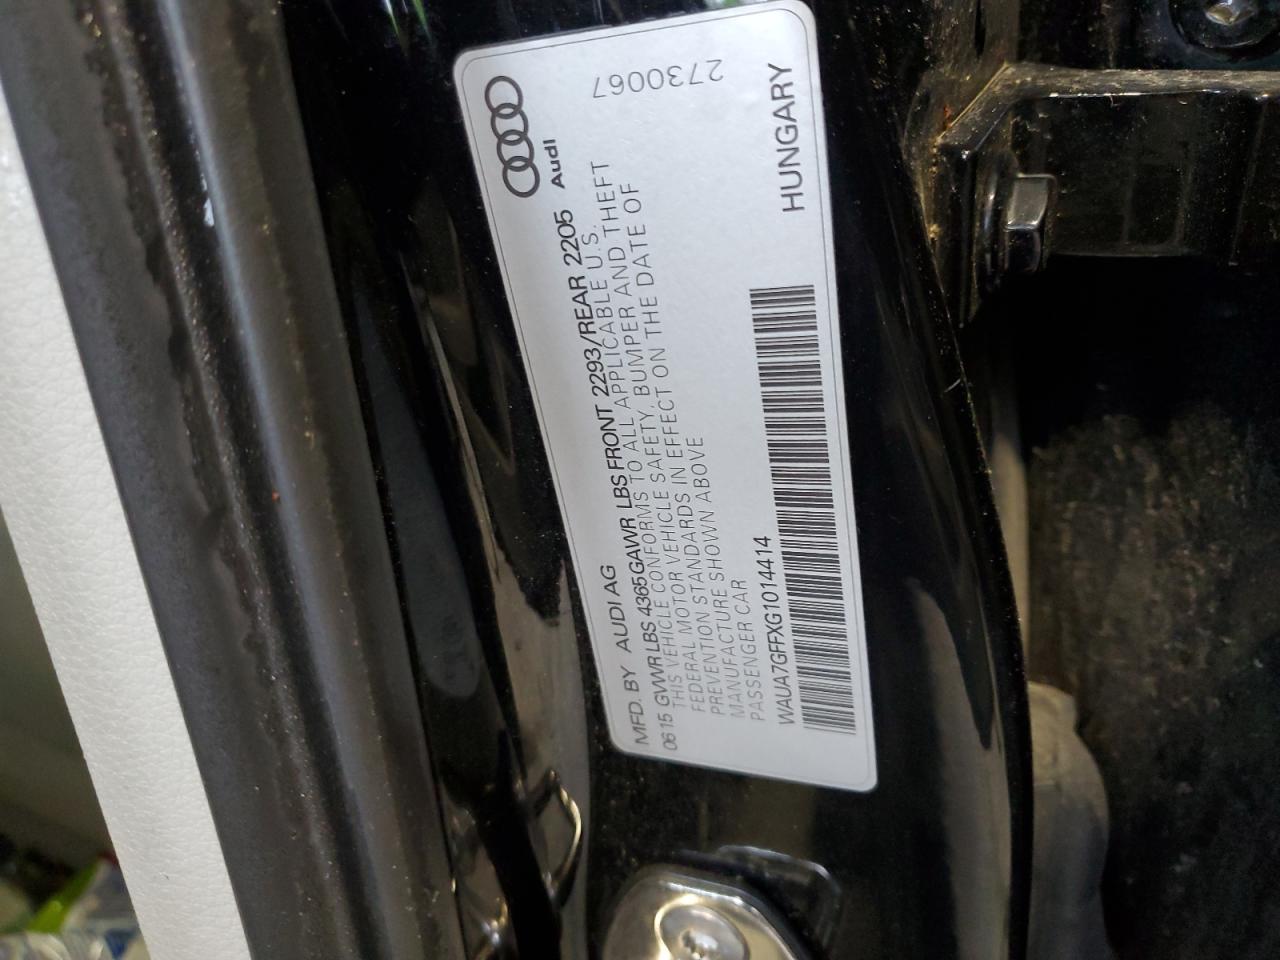 2730067
Audi
MFD. BY AUDI AG
06 15 GVWR LBS 4365 GAWR LBS FRONT 2293/REAR 2205
THIS VEHICLE CONFORMS TO ALL APPLICABLE U.S.
FEDERAL MOTOR VEHICLE SAFETY, BUMPER AND THEFT
PREVENTION STANDARDS IN EFFECT ON THE DATE OF
MANUFACTURE SHOWN ABOVE
PASSENGER CAR
WAUA7GFFXG1014414
HUNGARY